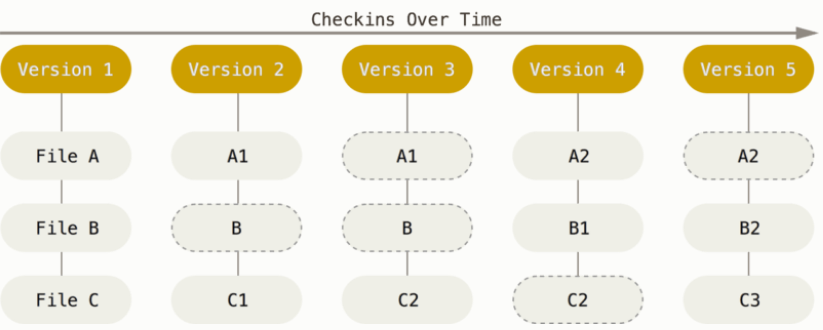 Checkins Over Time
Version 1 Version 2 Version 3 Version 4 Version 5
File A A1 A1 A2 A2
File B B B B1 B2
File C C1 C2 C2 C3